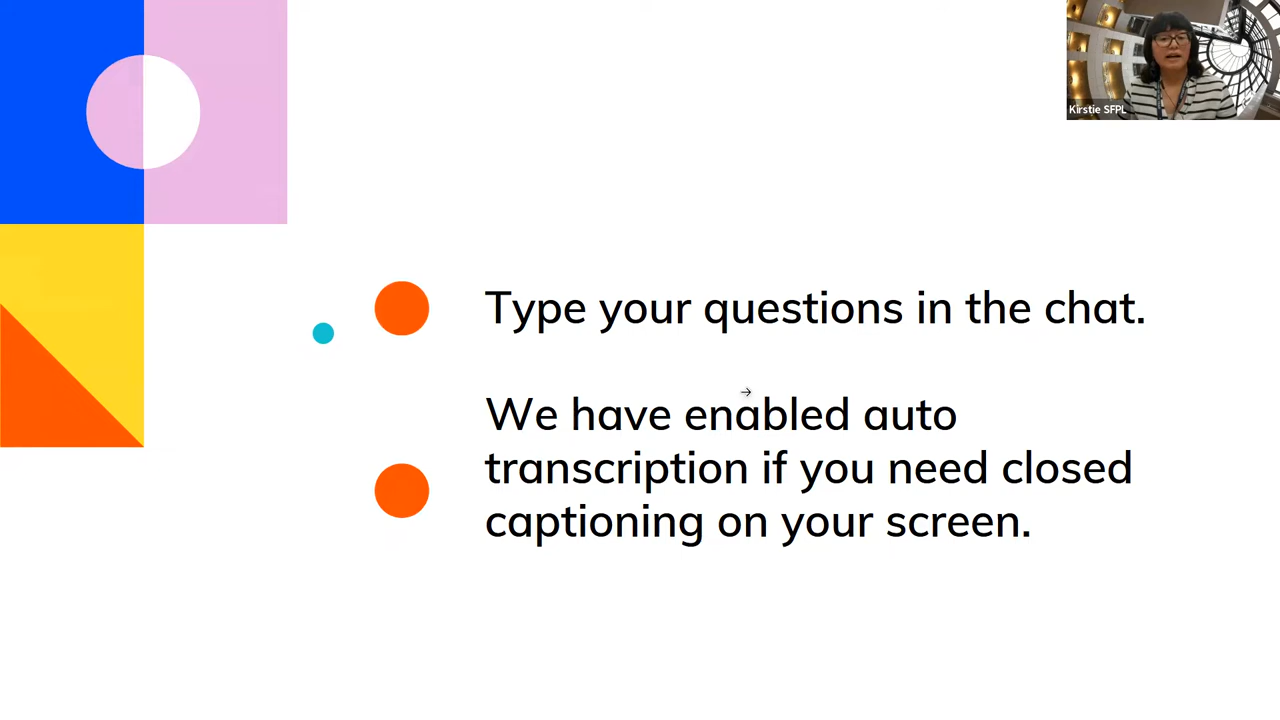 Kirstie SFPL
Type your questions in the chat.
We have enabled auto
transcription if you need closed
captioning on your screen.